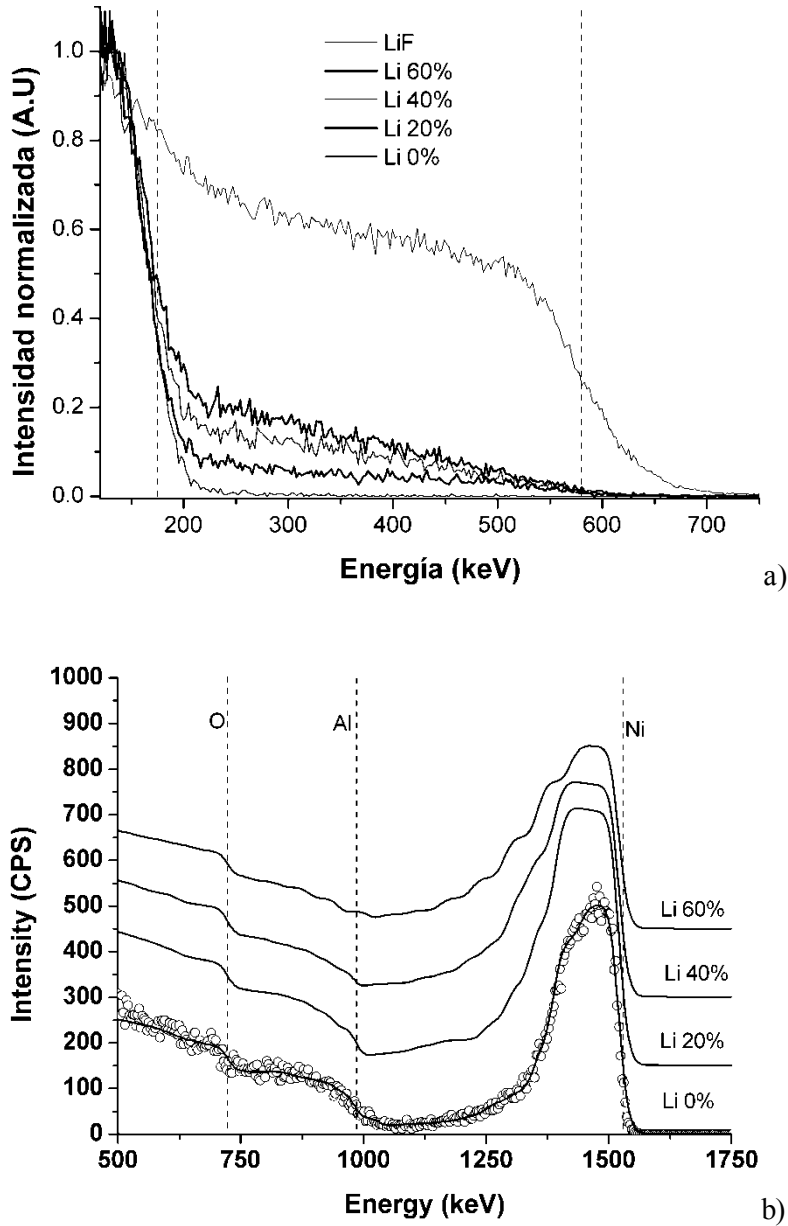 Intensidad normalizada (A.U)
1.0
0.8
0.6
0.4
0.2
0.0
LiF
Li 60%
Li 40%
Li 20%
Li 0%
200 300 400 500 600 700
Energía (keV)
a)
Intensity (CPS)
1000
900
800
700
600
500
400
300
200
100
0
O
Al
Ni
Li 60%
Li 40%
Li 20%
Li 0%
500 750 1000 1250 1500 1750
Energy (keV)
b)